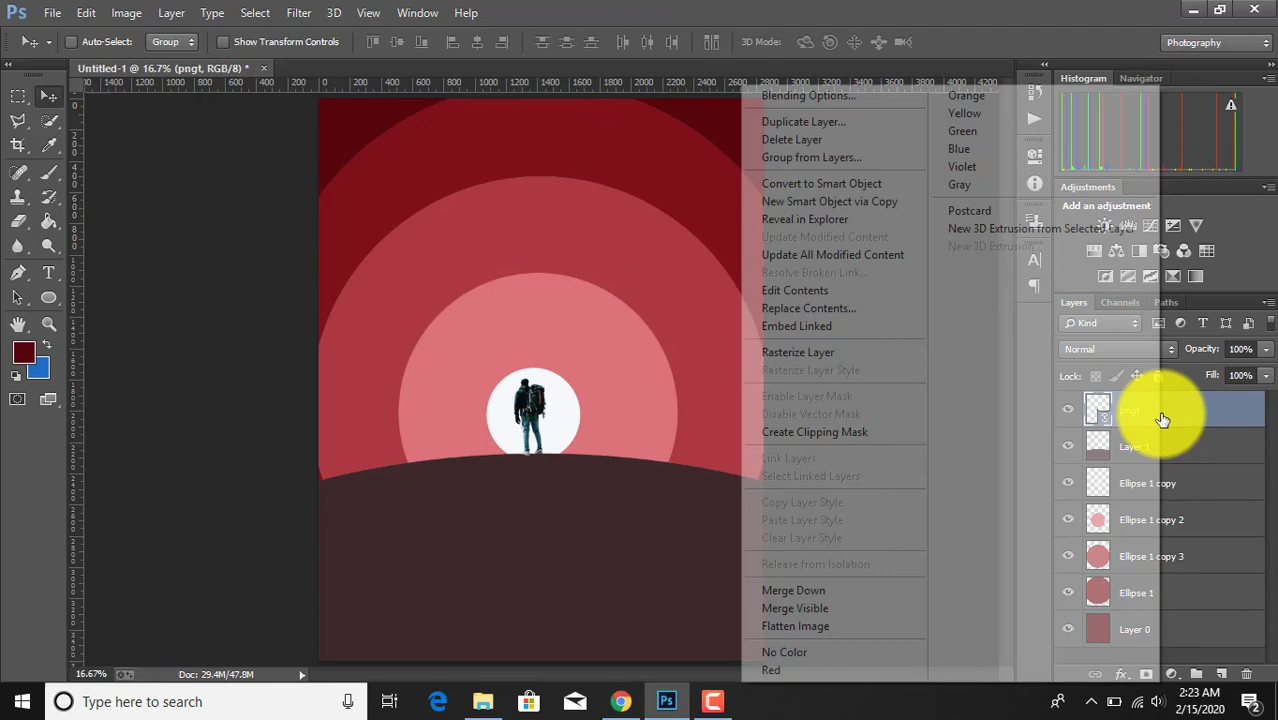 Ps File Edit Image Layer Type Select Filter 3D View Window Help
Auto-Select: Group Show Transform Controls 3D Mode: Photography
Untitled-1 @ 16.7% (pngt, RGB/8) *
Histogram Navigator
Blending Options...
Duplicate Layer...
Delete Layer
Group from Layers...
Convert to Smart Object
New Smart Object via Copy
Reveal in Explorer
Update Modified Content
Update All Modified Content
Resolve Broken Link...
Edit Contents
Replace Contents...
Embed Linked
Rasterize Layer
Rasterize Layer Style
Enable Layer Mask
Disable Vector Mask
Create Clipping Mask
Link Layers
Select Linked Layers
Copy Layer Style
Paste Layer Style
Clear Layer Style
Release from Isolation
Merge Down
Merge Visible
Flatten Image
No Color
Red
Orange
Yellow
Green
Blue
Violet
Gray
Postcard
New 3D Extrusion from Selected Layer
New 3D Extrusion
Adjustments
Add an adjustment
Layers Channels Paths
Kind
Normal Opacity: 100%
Lock: Fill: 100%
pngt
Layer 1
Ellipse 1 copy
Ellipse 1 copy 2
Ellipse 1 copy 3
Ellipse 1
Layer 0
16.67% Doc: 29.4M/47.8M
Type here to search
2:23 AM
2/15/2020
2